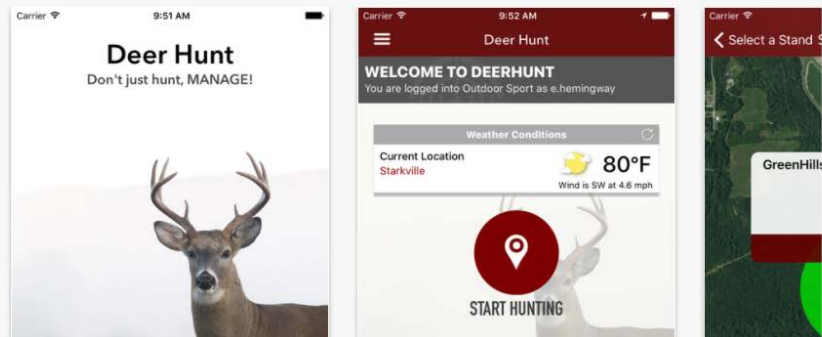 Carrier 9:51 AM
Deer Hunt
Don't just hunt, MANAGE!
Carrier 9:52 AM
Deer Hunt
WELCOME TO DEERHUNT
You are logged into Outdoor Sport as e.hemingway
Weather Conditions
Current Location
Starkville
80°F
Wind is SW at 4.6 mph
START HUNTING
Carrier
Select a Stand S
GreenHills